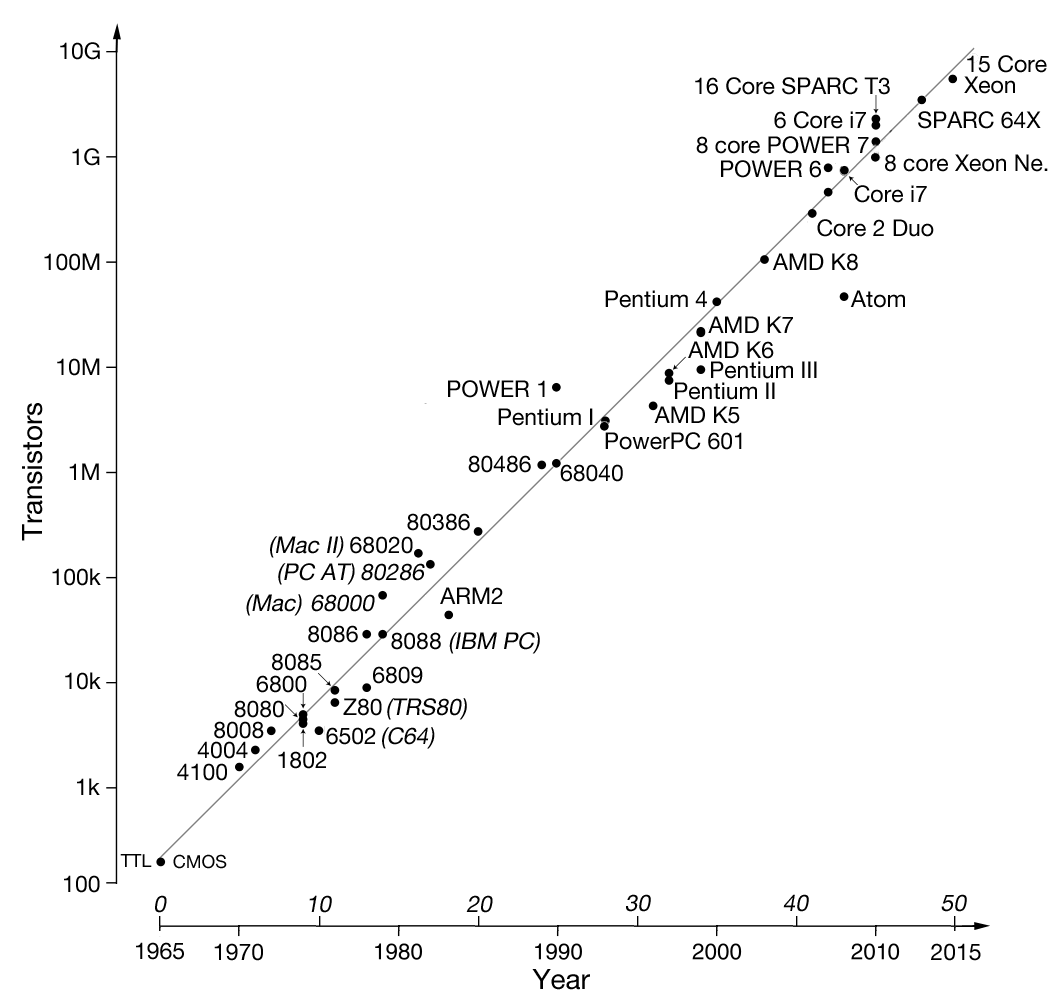 10G
15 Core
Xeon
16 Core SPARC T3
6 Core i7
SPARC 64X
8 core POWER 7
1G
8 core Xeon Ne.
POWER 6
Core i7
Core 2 Duo
100M
AMD K8
Pentium 4
Atom
AMD K7
AMD K6
10M
Pentium III
POWER 1
Pentium II
Pentium I
AMD K5
PowerPC 601
80486
1M
68040
80386
(Mac II) 68020
(PC AT) 80286
100k
ARM2
(Mac) 68000
8086
8088 (IBM PC)
8085
6809
10k
6800
Z80 (TRS80)
8080
8008
6502 (C64)
4004
1802
4100
1k
TTL
CMOS
100
Transistors
0 10 20 30 40 50
1965 1970 1980 1990 2000 2010 2015
Year